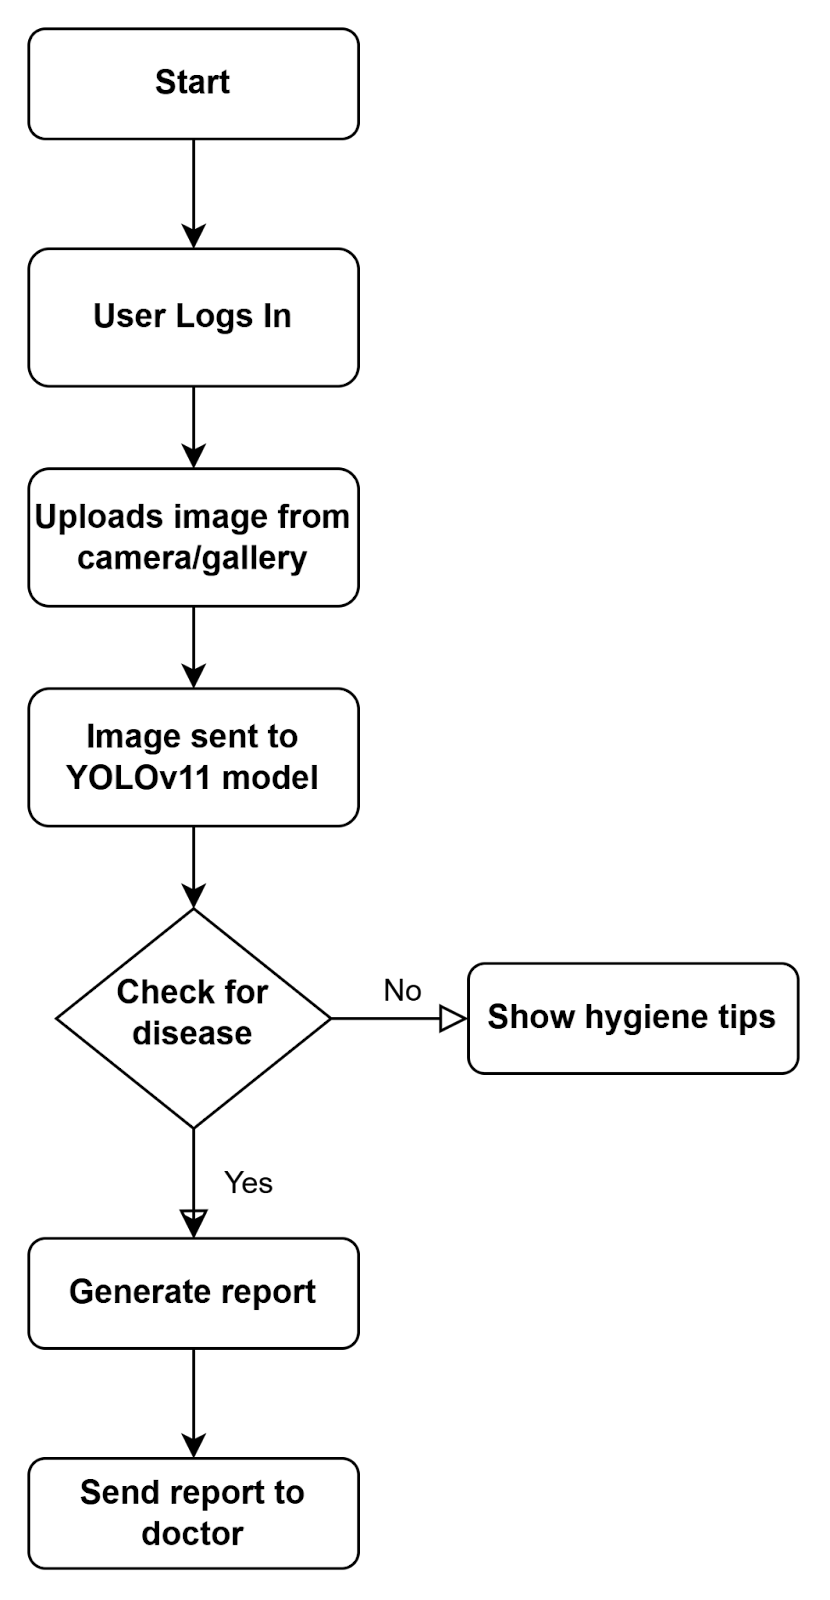 Start
User Logs In
Uploads image from
camera/gallery
Image sent to
YOLOv11 model
Check for
disease
No
Show hygiene tips
Yes
Generate report
Send report to
doctor